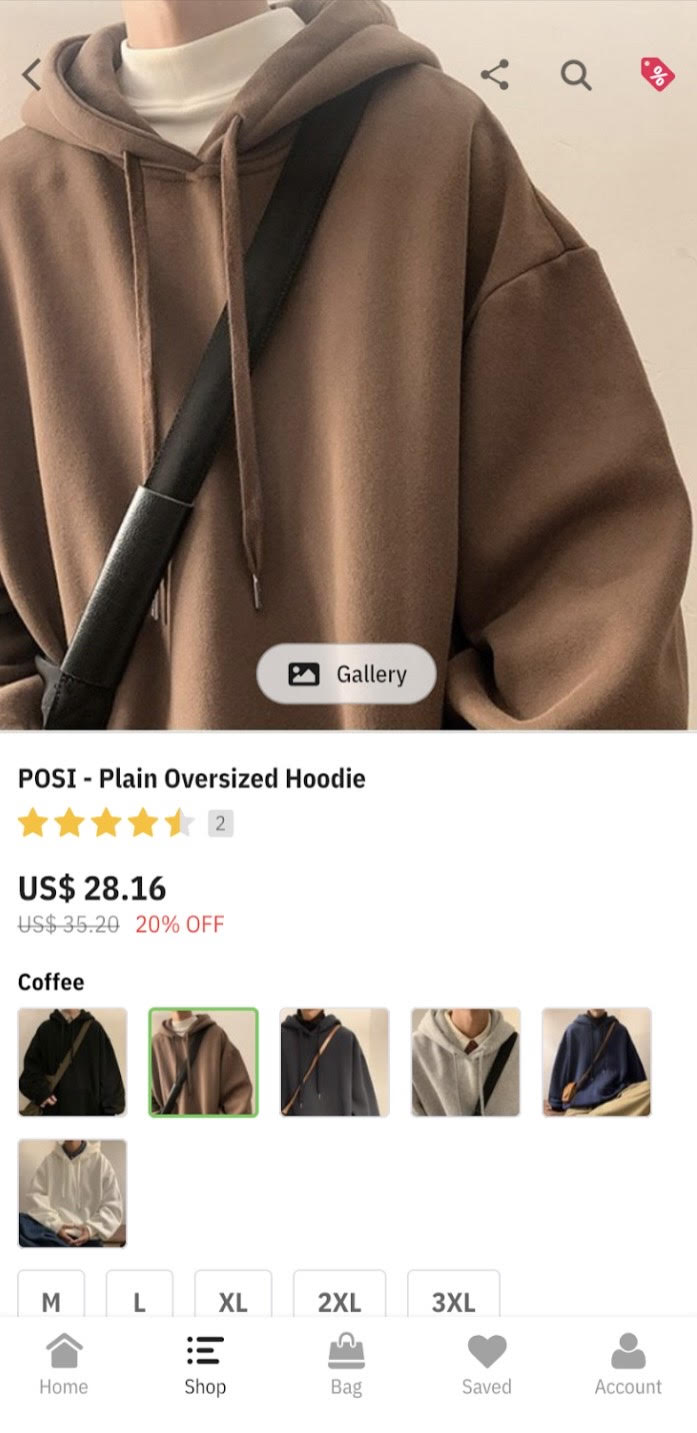 %
Gallery
POSI - Plain Oversized Hoodie
2
US$ 28.16
US$ 35.20 20% OFF
Coffee
M L XL 2XL 3XL
Home Shop Bag Saved Account